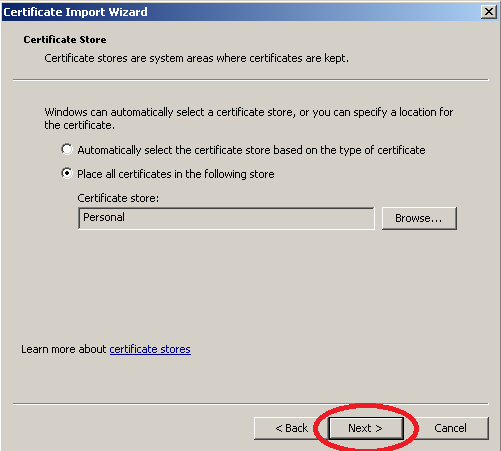 Certificate Import Wizard
Certificate Store
Certificate stores are system areas where certificates are kept.
Windows can automatically select a certificate store, or you can specify a location for
the certificate.
Automatically select the certificate store based on the type of certificate
Place all certificates in the following store
Certificate store:
Personal
Browse...
Learn more about certificate stores
< Back
Next >
Cancel